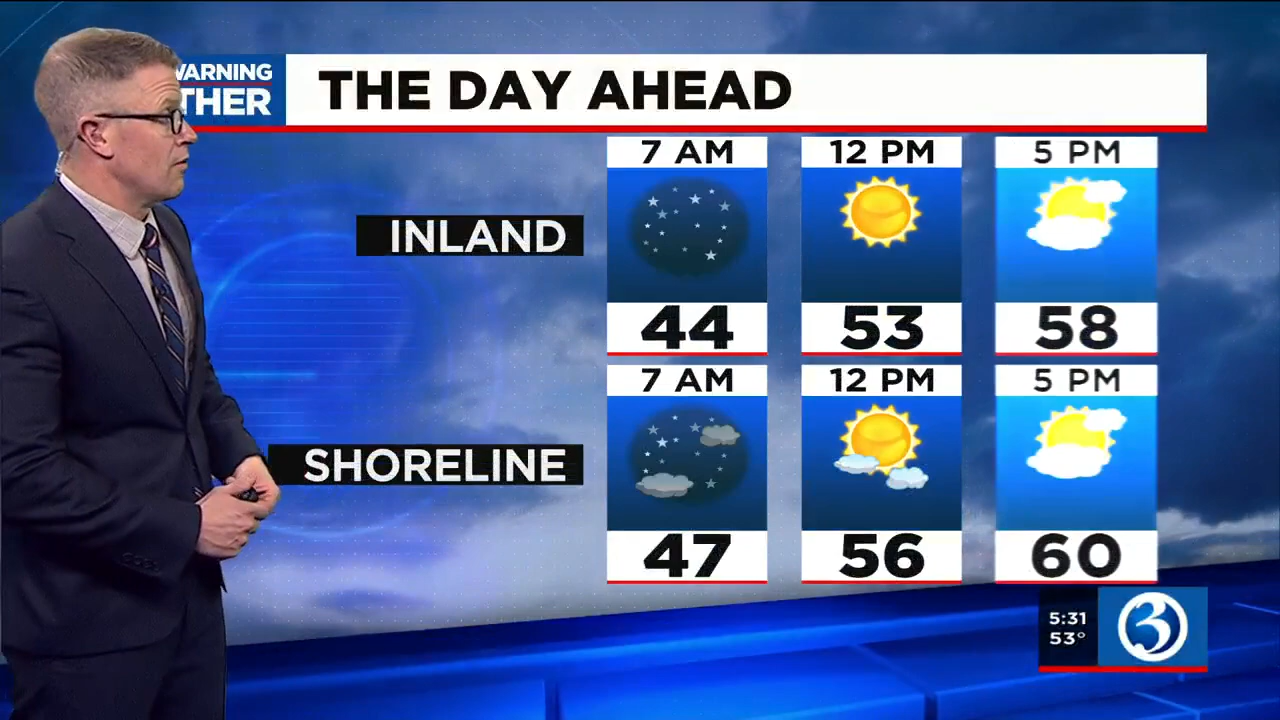 WARNING
THE DAY AHEAD
7 AM 12 PM 5 PM
INLAND
44 53 58
7 AM 12 PM 5 PM
SHORELINE
47 56 60
5:31
53°
3